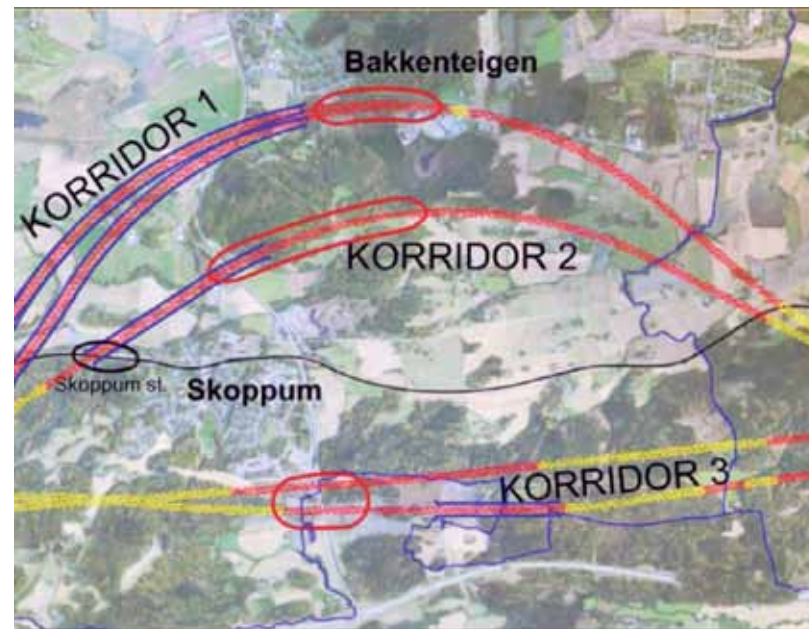 Bakkenteigen
KORRIDOR 1
KORRIDOR 2
Skoppum st.
Skoppum
KORRIDOR 3